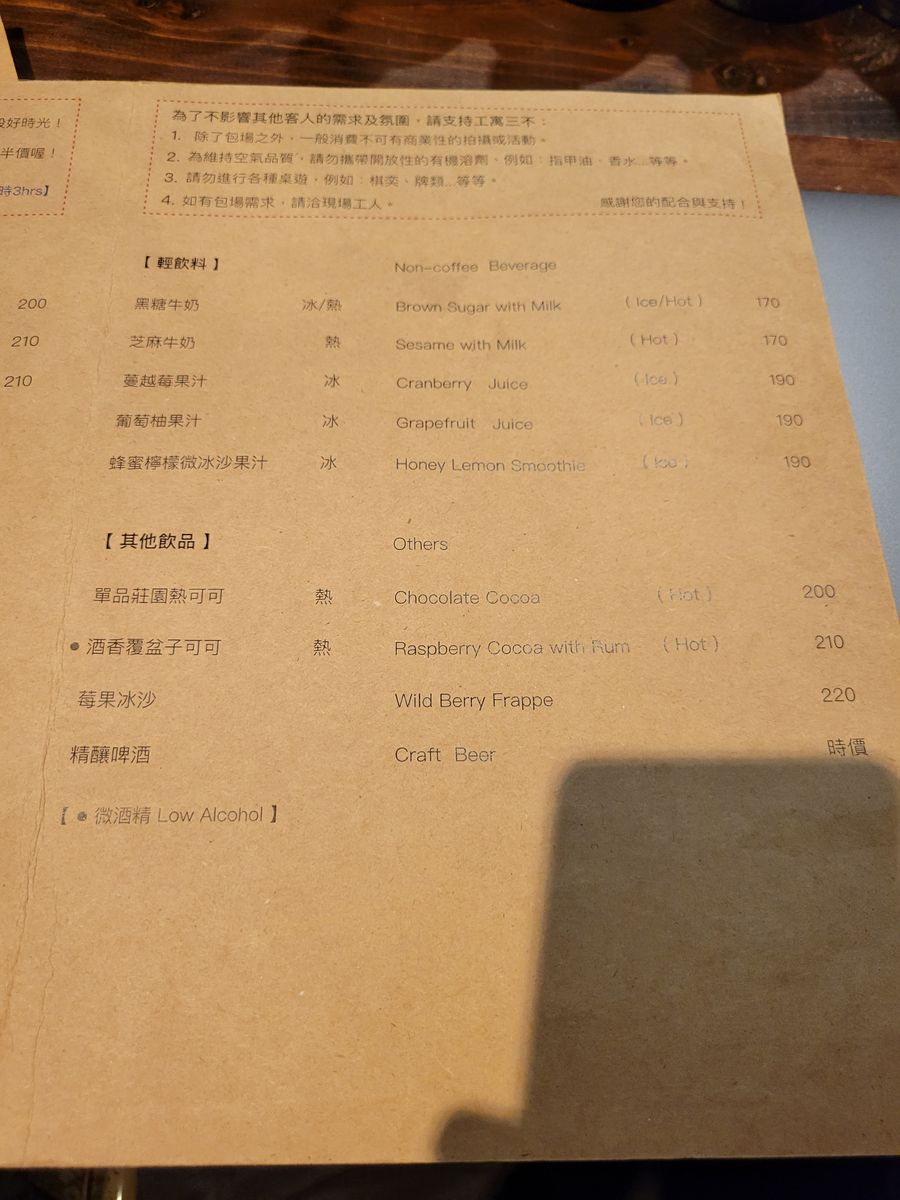 段好時光！
半價喔！
時3hrs】
200
210
210
為了不影響其他客人的需求及氛圍，請支持工寓三不：
1. 除了包場之外，一般消費不可有商業性的拍攝或活動。
2. 為維持空氣品質，請勿攜帶開放性的有機溶劑，例如：指甲油、香水...等等。
3. 請勿進行各種桌遊，例如：棋奕、牌類...等等。
4. 如有包場需求，請洽現場工人。 感謝您的配合與支持！
【 輕飲料 】 Non-coffee Beverage
黑糖牛奶 冰/熱 Brown Sugar with Milk （ Ice/Hot ） 170
芝麻牛奶 熱 Sesame with Milk （ Hot ） 170
蔓越莓果汁 冰 Cranberry Juice （ Ice ） 190
葡萄柚果汁 冰 Grapefruit Juice （ Ice ） 190
蜂蜜檸檬微冰沙果汁 冰 Honey Lemon Smoothie （ Ice ） 190
【 其他飲品 】 Others
單品莊園熱可可 熱 Chocolate Cocoa （ Hot ） 200
● 酒香覆盆子可可 熱 Raspberry Cocoa with Rum （ Hot ） 210
莓果冰沙 Wild Berry Frappe 220
精釀啤酒 Craft Beer 時價
【 ● 微酒精 Low Alcohol 】